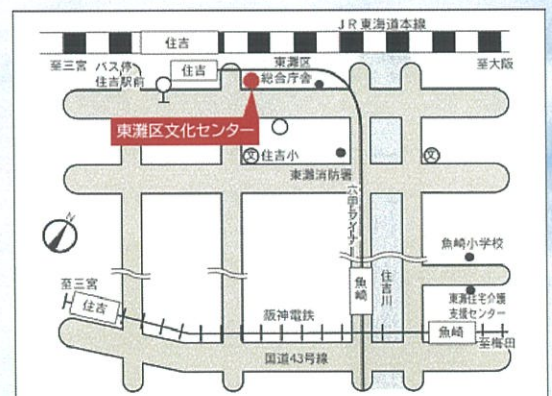 JR東海道本線
住吉
至三宮
バス停
住吉駅前
住吉
東灘区
総合庁舎
至大阪
東灘区文化センター
文
住吉小
東灘消防署
文
六甲ライナー
N
魚崎小学校
至三宮
住吉
魚崎
住吉川
東灘在宅介護
支援センター
阪神電鉄
魚崎
至梅田
国道43号線